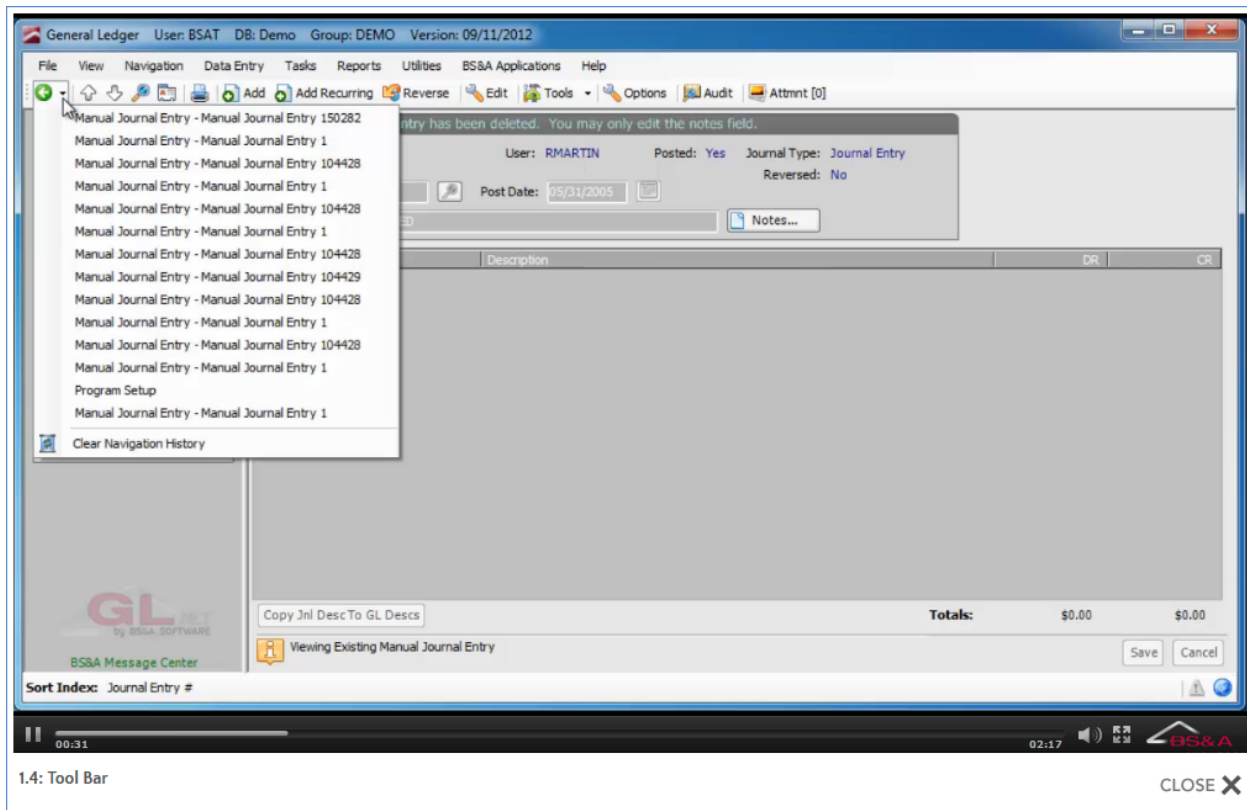 General Ledger User: BSAT DB: Demo Group: DEMO Version: 09/11/2012
File View Navigation Data Entry Tasks Reports Utilities BS&A Applications Help
Add Add Recurring Reverse Edit Tools Options Audit Attmnt [0]
Manual Journal Entry - Manual Journal Entry 150282
Manual Journal Entry - Manual Journal Entry 1
Manual Journal Entry - Manual Journal Entry 104428
Manual Journal Entry - Manual Journal Entry 1
Manual Journal Entry - Manual Journal Entry 104428
Manual Journal Entry - Manual Journal Entry 1
Manual Journal Entry - Manual Journal Entry 104428
Manual Journal Entry - Manual Journal Entry 104429
Manual Journal Entry - Manual Journal Entry 104428
Manual Journal Entry - Manual Journal Entry 1
Manual Journal Entry - Manual Journal Entry 104428
Manual Journal Entry - Manual Journal Entry 1
Program Setup
Manual Journal Entry - Manual Journal Entry 1
Clear Navigation History
has been deleted. You may only edit the notes field.
User: RMARTIN Posted: Yes Journal Type: Journal Entry
Reversed: No
Post Date: 05/31/2005
Notes...
Description DR CR
GL.NET
by BS&A SOFTWARE
BS&A Message Center
Copy Jnl Desc To GL Descs
Totals: $0.00 $0.00
Viewing Existing Manual Journal Entry
Save Cancel
Sort Index: Journal Entry #
00:31
02:17
BS&A
1.4: Tool Bar
CLOSE